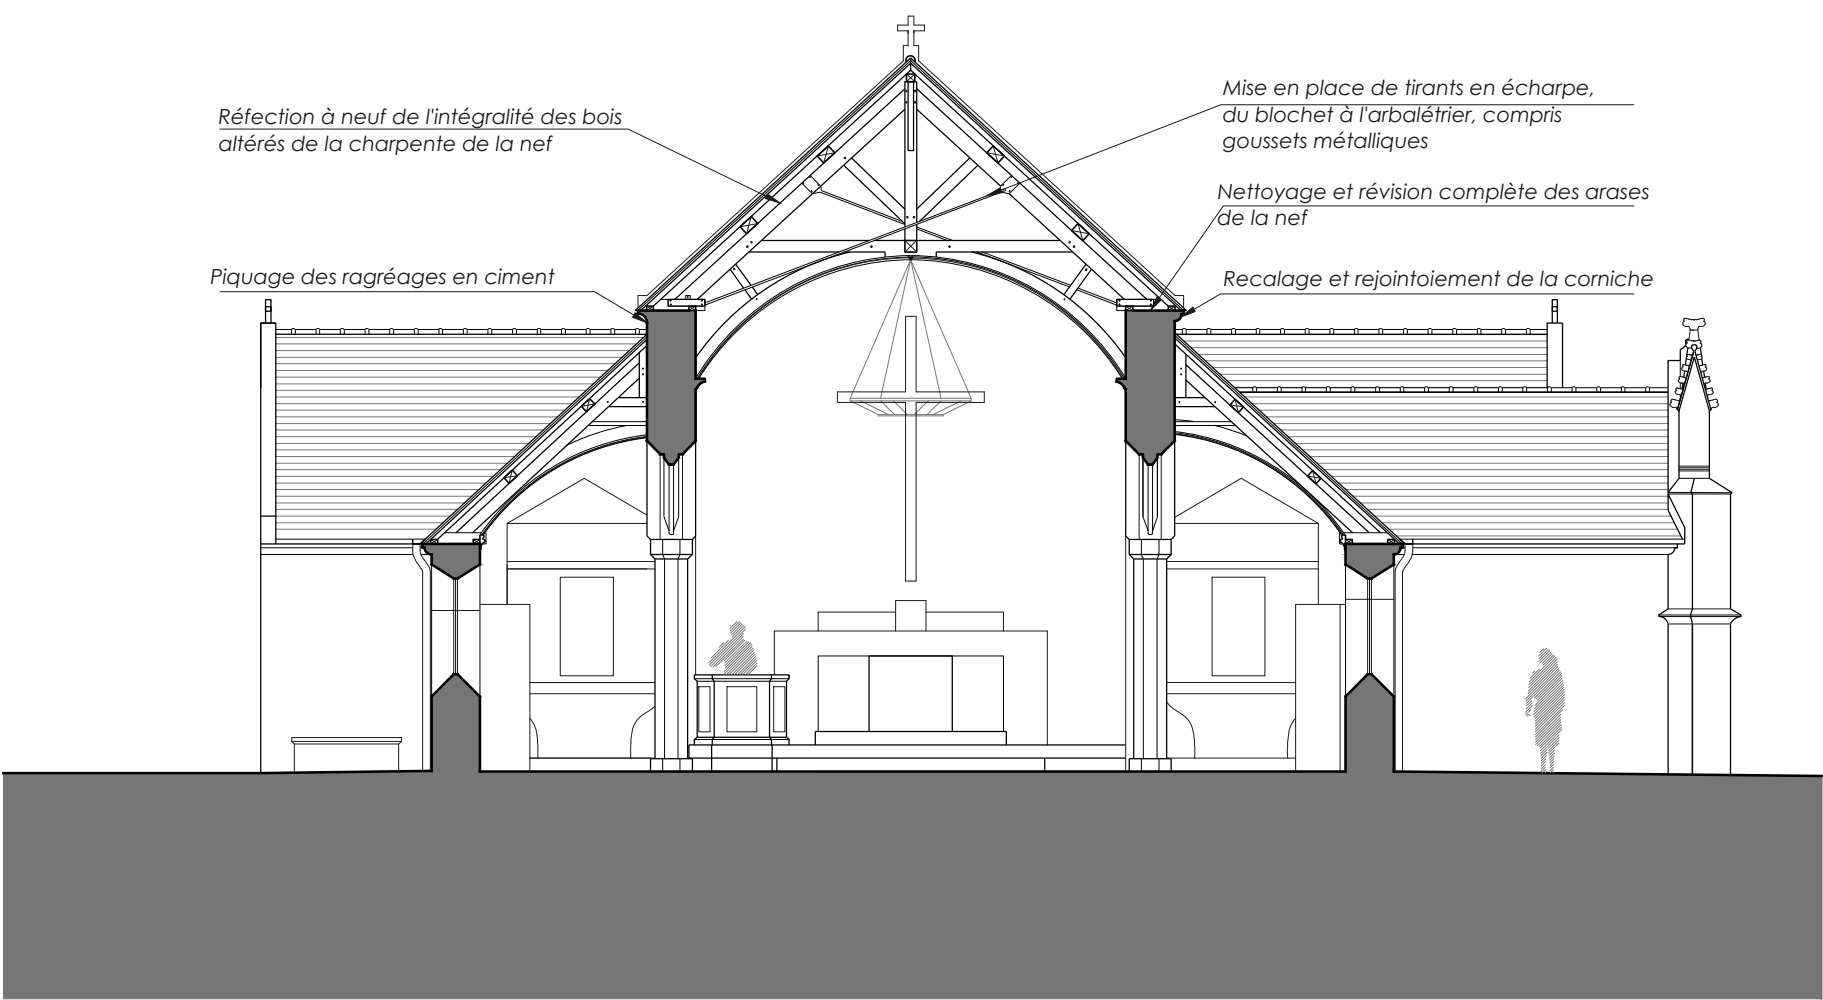 Réfection à neuf de l'intégralité des bois
altérés de la charpente de la nef
Piquage des ragréages en ciment
Mise en place de tirants en écharpe,
du blochet à l'arbalétrier, compris
goussets métalliques
Nettoyage et révision complète des arases
de la nef
Recalage et rejointoiement de la corniche